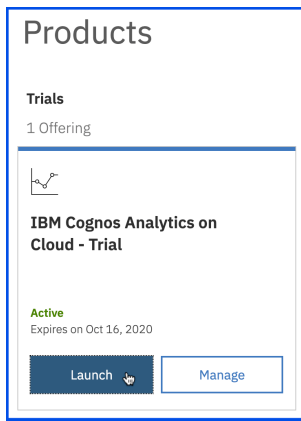 Products
Trials
1 Offering
IBM Cognos Analytics on
Cloud - Trial
Active
Expires on Oct 16, 2020
Launch
Manage